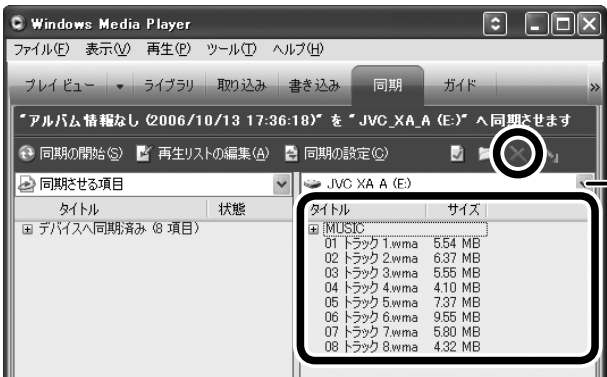 Windows Media Player
ファイル(F) 表示(V) 再生(P) ツール(T) ヘルプ(H)
プレイ ビュー ライブラリ 取り込み 書き込み 同期 ガイド »
"アルバム情報なし (2006/10/13 17:36:18)" を "JVC_XA_A (E:)" へ同期させます
同期の開始(S) 再生リストの編集(A) 同期の設定(C)
同期させる項目 JVC XA A (E:)
タイトル 状態 タイトル サイズ
デバイスへ同期済み (8 項目) MUSIC
01 トラック 1.wma 5.54 MB
02 トラック 2.wma 6.37 MB
03 トラック 3.wma 5.55 MB
04 トラック 4.wma 4.10 MB
05 トラック 5.wma 7.37 MB
06 トラック 6.wma 9.55 MB
07 トラック 7.wma 5.80 MB
08 トラック 8.wma 4.32 MB